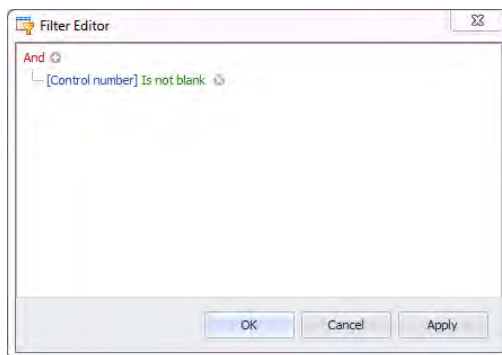 Filter Editor
And
[Control number] Is not blank
OK Cancel Apply